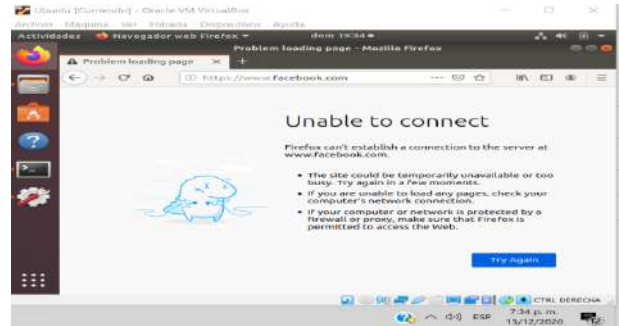 Ubuntu [Corriendo] - Oracle VM VirtualBox
Archivo Máquina Ver Entrada Dispositivos Ayuda
Actividades Navegador web Firefox dom 19:34
Problem loading page - Mozilla Firefox
Problem loading page
https://www.facebook.com
Unable to connect
Firefox can't establish a connection to the server at
www.facebook.com.
The site could be temporarily unavailable or too
busy. Try again in a few moments.
If you are unable to load any pages, check your
computer's network connection.
If your computer or network is protected by a
firewall or proxy, make sure that Firefox is
permitted to access the Web.
Try Again
CTRL DERECHA
ESP
7:34 p. m.
13/12/2020